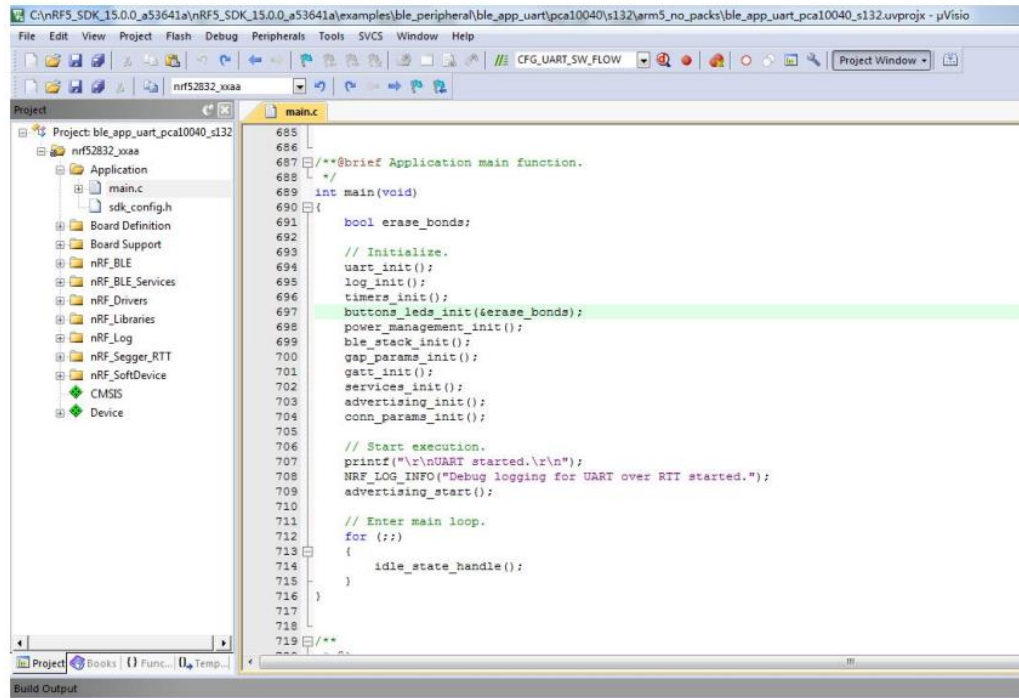 C:\nRF5_SDK_15.0.0_a53641a\nRF5_SDK_15.0.0_a53641a\examples\ble_peripheral\ble_app_uart\pca10040\s132\arm5_no_packs\ble_app_uart_pca10040_s132.uvprojx - µVisio
File Edit View Project Flash Debug Peripherals Tools SVCS Window Help
CFG_UART_SW_FLOW Project Window
nrf52832_xxaa
Project
main.c
Project: ble_app_uart_pca10040_s132
nrf52832_xxaa
Application
main.c
sdk_config.h
Board Definition
Board Support
nRF_BLE
nRF_BLE_Services
nRF_Drivers
nRF_Libraries
nRF_Log
nRF_Segger_RTT
nRF_SoftDevice
CMSIS
Device
685
686
687 /**@brief Application main function.
688 */
689 int main(void)
690 {
691 bool erase_bonds;
692
693 // Initialize.
694 uart_init();
695 log_init();
696 timers_init();
697 buttons_leds_init(&erase_bonds);
698 power_management_init();
699 ble_stack_init();
700 gap_params_init();
701 gatt_init();
702 services_init();
703 advertising_init();
704 conn_params_init();
705
706 // Start execution.
707 printf("\r\nUART started.\r\n");
708 NRF_LOG_INFO("Debug logging for UART over RTT started.");
709 advertising_start();
710
711 // Enter main loop.
712 for (;;)
713 {
714 idle_state_handle();
715 }
716 }
717
718
719 /**
Project Books {} Func... 0 Temp...
Build Output